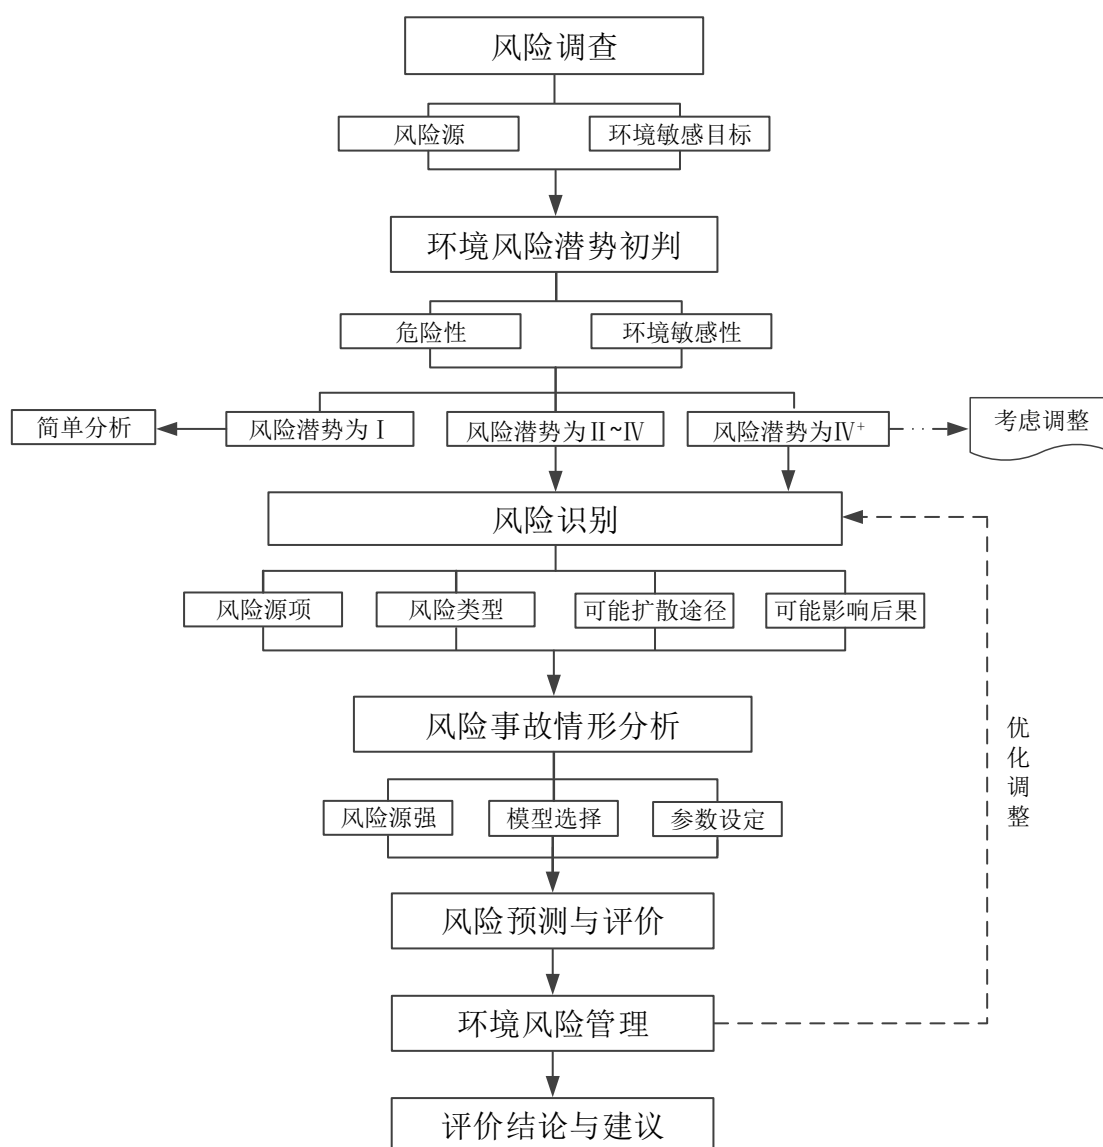 风险调查
风险源
环境敏感目标
环境风险潜势初判
危险性
环境敏感性
简单分析
风险潜势为Ⅰ
风险潜势为Ⅱ~Ⅳ
风险潜势为Ⅳ⁺
考虑调整
风险识别
风险源项
风险类型
可能扩散途径
可能影响后果
风险事故情形分析
优化调整
风险源强
模型选择
参数设定
风险预测与评价
环境风险管理
评价结论与建议